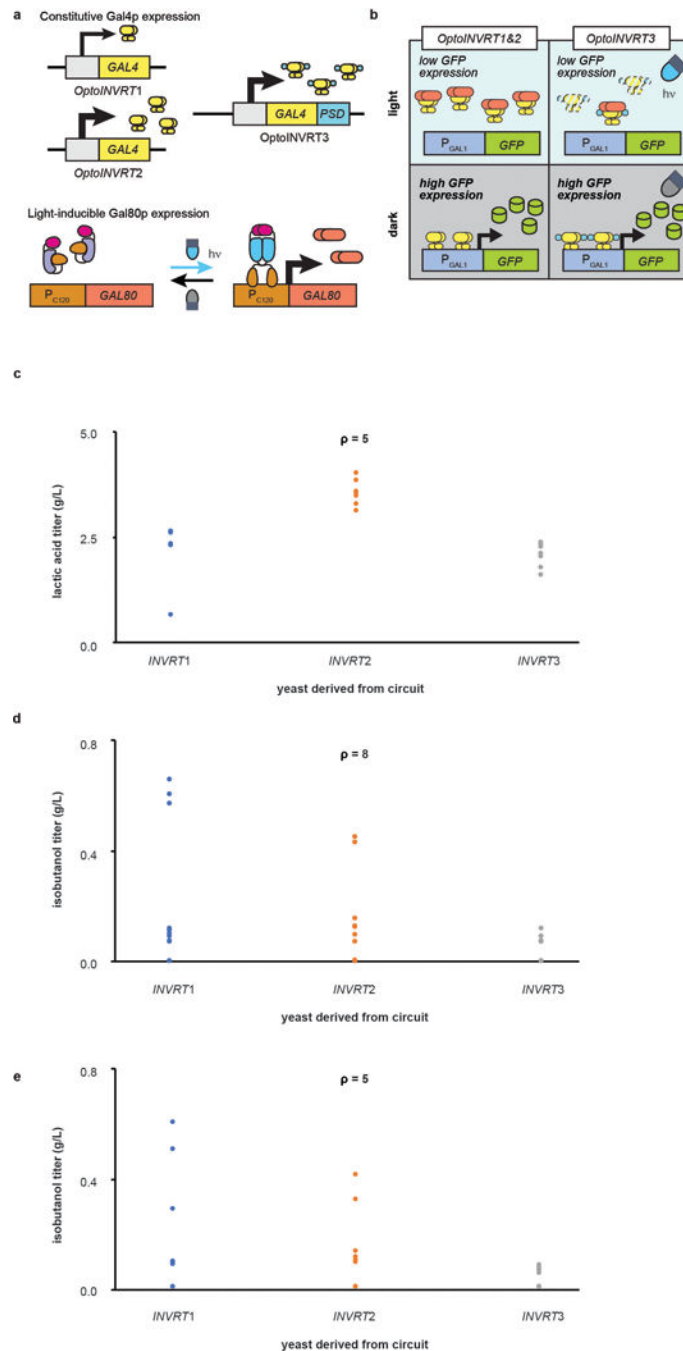 a
Constitutive Gal4p expression
GAL4
OptoINVRT1
GAL4
OptoINVRT2
GAL4 PSD
OptoINVRT3
Light-inducible Gal80p expression
hν
PC120 GAL80
PC120 GAL80
b
OptoINVRT1&2
OptoINVRT3
light
low GFP
expression
PGAL1 GFP
low GFP
expression
hν
PGAL1 GFP
dark
high GFP
expression
PGAL1 GFP
high GFP
expression
PGAL1 GFP
c
ρ = 5
lactic acid titer (g/L)
5.0
2.5
0.0
INVRT1 INVRT2 INVRT3
yeast derived from circuit
d
ρ = 8
isobutanol titer (g/L)
0.8
0.4
0.0
INVRT1 INVRT2 INVRT3
yeast derived from circuit
e
ρ = 5
isobutanol titer (g/L)
0.8
0.4
0.0
INVRT1 INVRT2 INVRT3
yeast derived from circuit